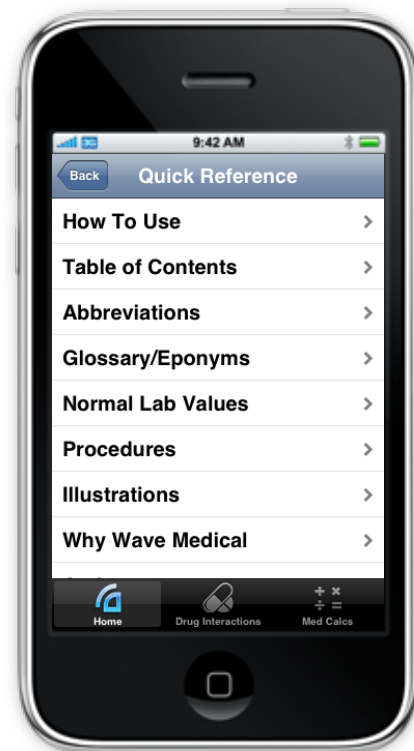 3G 9:42 AM
Back Quick Reference
How To Use
Table of Contents
Abbreviations
Glossary/Eponyms
Normal Lab Values
Procedures
Illustrations
Why Wave Medical
Home Drug Interactions Med Calcs